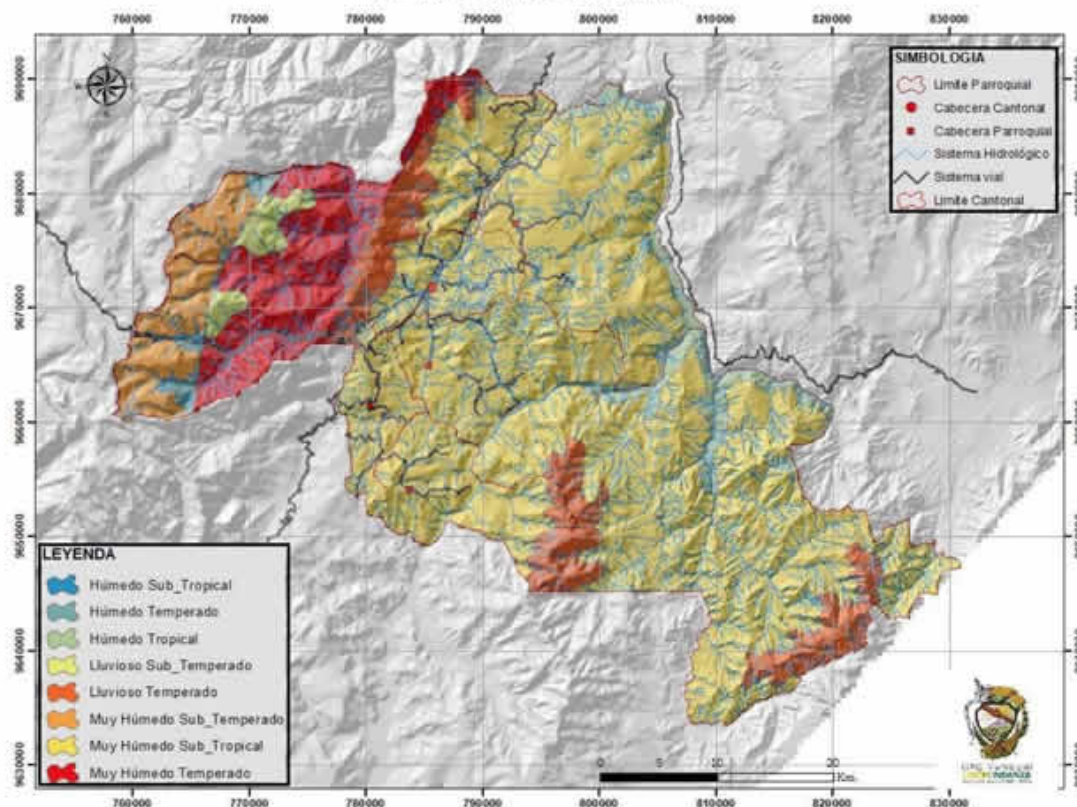 760000 770000 780000 790000 800000 810000 820000 830000
SIMBOLOGIA
Limite Parroquial
Cabecera Cantonal
Cabecera Parroquial
Sistema Hidrológico
Sistema vial
Limite Cantonal
9690000
9680000
9670000
9660000
9650000
9640000
9630000
LEYENDA
Húmedo Sub_Tropical
Húmedo Temperado
Húmedo Tropical
Lluvioso Sub_Temperado
Lluvioso Temperado
Muy Húmedo Sub_Temperado
Muy Húmedo Sub_Tropical
Muy Húmedo Temperado
0 5 10 20
Km.
760000 770000 780000 790000 800000 810000 820000 830000